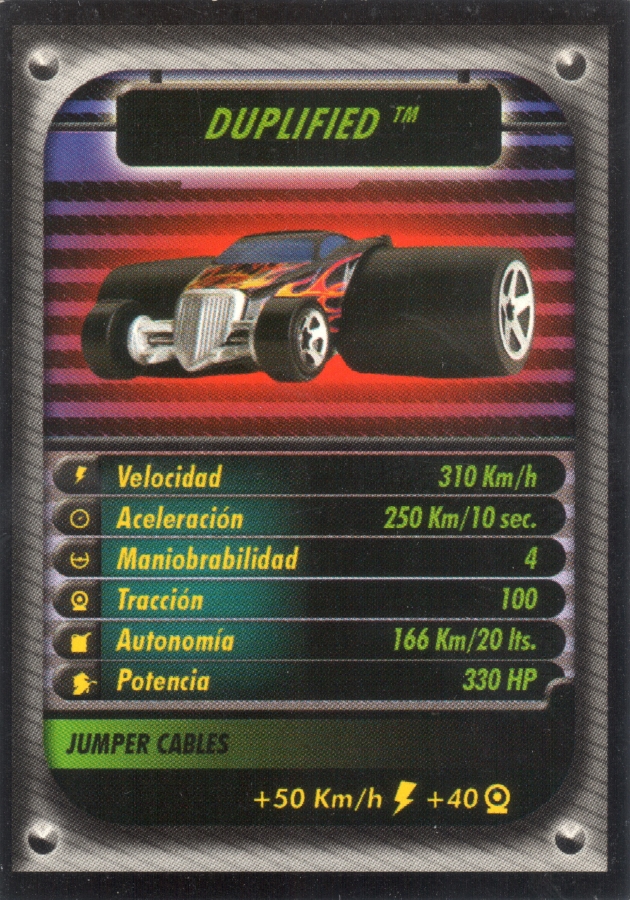 DUPLIFIED ™
Velocidad 310 Km/h
Aceleración 250 Km/10 sec.
Maniobrabilidad 4
Tracción 100
Autonomía 166 Km/20 lts.
Potencia 330 HP
JUMPER CABLES
+50 Km/h +40